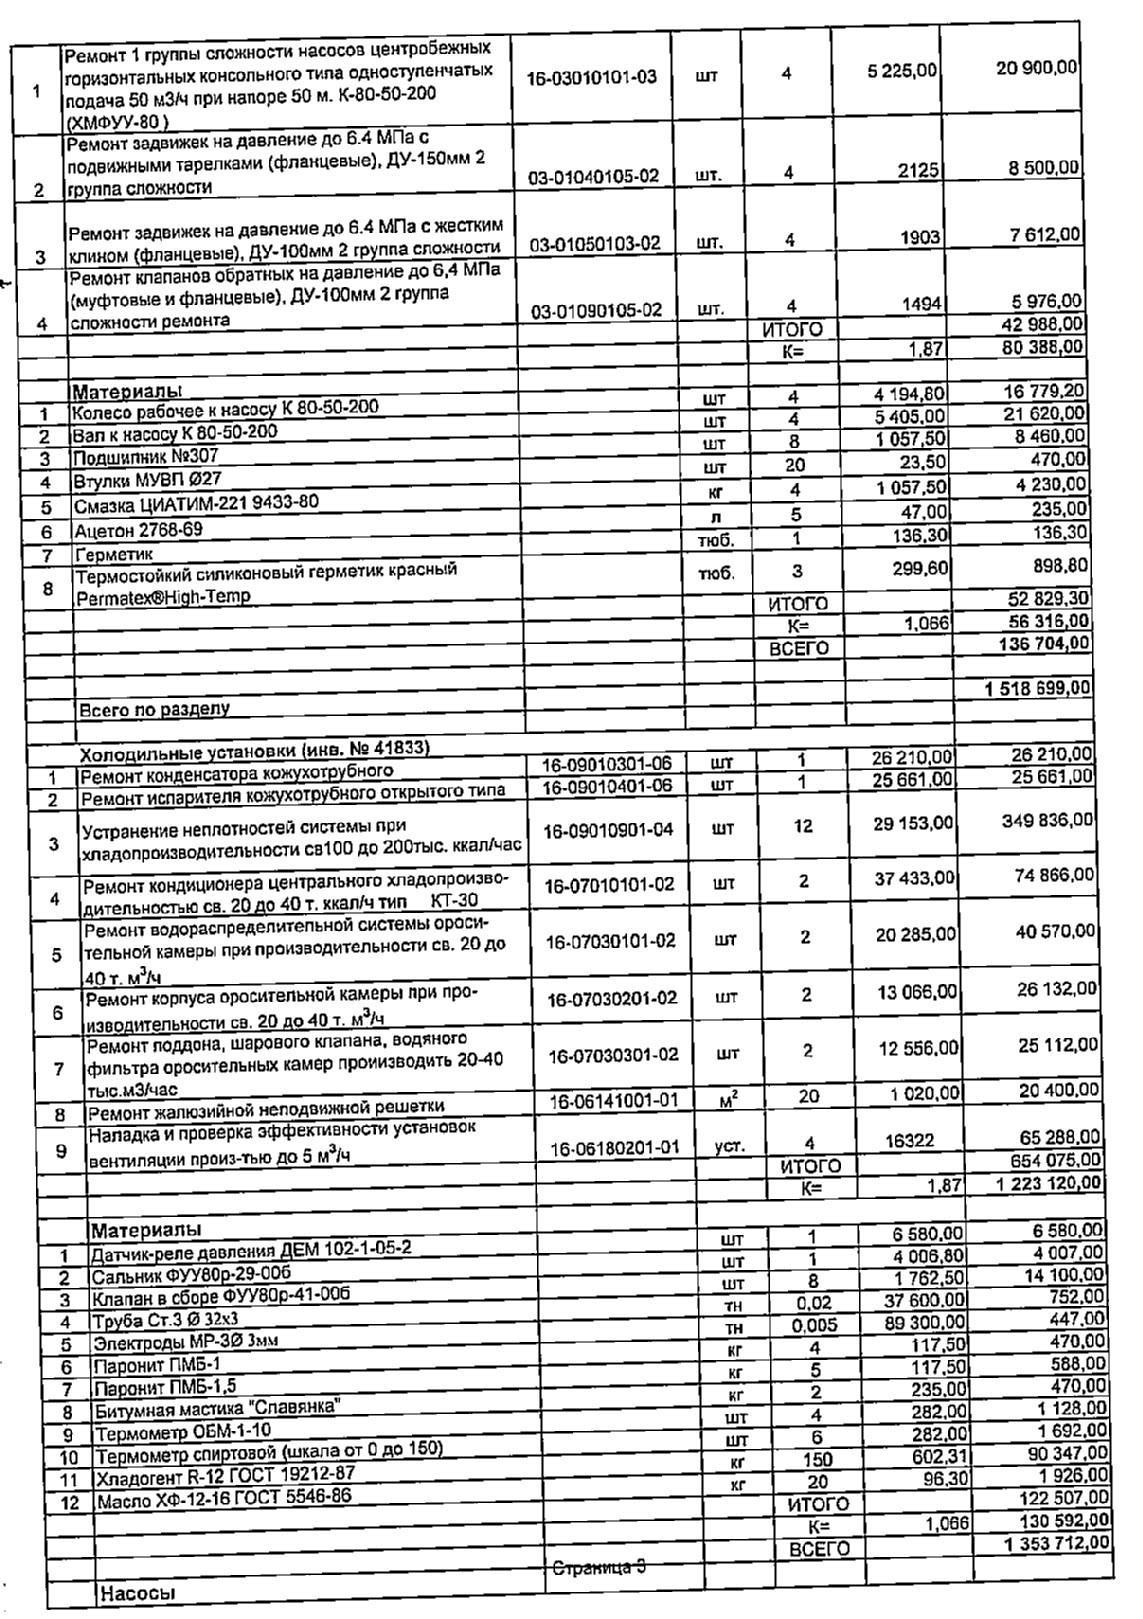 1 Ремонт 1 группы сложности насосов центробежных
горизонтальных консольного типа одноступенчатых 16-03010101-03 шт 4 5 225,00 20 900,00
подача 50 м3/ч при напоре 50 м. К-80-50-200
(ХМФУУ-80 )
Ремонт задвижек на давление до 6.4 МПа с
подвижными тарелками (фланцевые), ДУ-150мм 2
2 группа сложности 03-01040105-02 шт. 4 2125 8 500,00
Ремонт задвижек на давление до 6.4 МПа с жестким
3 клином (фланцевые), ДУ-100мм 2 группа сложности 03-01050103-02 шт. 4 1903 7 612,00
Ремонт клапанов обратных на давление до 6,4 МПа
(муфтовые и фланцевые), ДУ-100мм 2 группа
4 сложности ремонта 03-01090105-02 шт. 4 1494 5 976,00
ИТОГО 42 988,00
К= 1,87 80 388,00
Материалы
1 Колесо рабочее к насосу К 80-50-200 шт 4 4 194,80 16 779,20
2 Вал к насосу К 80-50-200 шт 4 5 405,00 21 620,00
3 Подшипник №307 шт 8 1 057,50 8 460,00
4 Втулки МУВП Ø27 шт 20 23,50 470,00
5 Смазка ЦИАТИМ-221 9433-80 кг 4 1 057,50 4 230,00
6 Ацетон 2768-69 л 5 47,00 235,00
7 Герметик тюб. 1 136,30 136,30
8 Термостойкий силиконовый герметик красный тюб. 3 299,60 898,80
Permatex®High-Temp
ИТОГО 52 829,30
К= 1,066 56 316,00
ВСЕГО 136 704,00
Всего по разделу 1 518 699,00
Холодильные установки (инв. № 41833)
1 Ремонт конденсатора кожухотрубного 16-09010301-06 шт 1 26 210,00 26 210,00
2 Ремонт испарителя кожухотрубного открытого типа 16-09010401-06 шт 1 25 661,00 25 661,00
3 Устранение неплотностей системы при 16-09010901-04 шт 12 29 153,00 349 836,00
хладопроизводительности св100 до 200тыс. ккал/час
4 Ремонт кондиционера центрального хладопроизво- 16-07010101-02 шт 2 37 433,00 74 866,00
дительностью св. 20 до 40 т. ккал/ч тип КТ-30
Ремонт водораспределительной системы ороси-
5 тельной камеры при производительности св. 20 до 16-07030101-02 шт 2 20 285,00 40 570,00
40 т. м³/ч
6 Ремонт корпуса оросительной камеры при про- 16-07030201-02 шт 2 13 066,00 26 132,00
изводительности св. 20 до 40 т. м³/ч
Ремонт поддона, шарового клапана, водяного
7 фильтра оросительных камер проиизводить 20-40 16-07030301-02 шт 2 12 556,00 25 112,00
тыс.м3/час
8 Ремонт жалюзийной неподвижной решетки 16-06141001-01 м² 20 1 020,00 20 400,00
9 Наладка и проверка эффективности установок
вентиляции произ-тью до 5 м³/ч 16-06180201-01 уст. 4 16322 65 288,00
ИТОГО 654 075,00
К= 1,87 1 223 120,00
Материалы
1 Датчик-реле давления ДЕМ 102-1-05-2 шт 1 6 580,00 6 580,00
2 Сальник ФУУ80р-29-00б шт 1 4 006,80 4 007,00
3 Клапан в сборе ФУУ80р-41-00б шт 8 1 762,50 14 100,00
4 Труба Ст.3 Ø 32х3 тн 0,02 37 600,00 752,00
5 Электроды МР-3Ø 3мм тн 0,005 89 300,00 447,00
6 Паронит ПМБ-1 кг 4 117,50 470,00
7 Паронит ПМБ-1,5 кг 5 117,50 588,00
8 Битумная мастика "Славянка" кг 2 235,00 470,00
9 Термометр ОБМ-1-10 шт 4 282,00 1 128,00
10 Термометр спиртовой (шкала от 0 до 150) шт 6 282,00 1 692,00
11 Хладогент R-12 ГОСТ 19212-87 кг 150 602,31 90 347,00
12 Масло ХФ-12-16 ГОСТ 5546-86 кг 20 96,30 1 926,00
ИТОГО 122 507,00
К= 1,066 130 592,00
ВСЕГО 1 353 712,00
Страница 3
Насосы